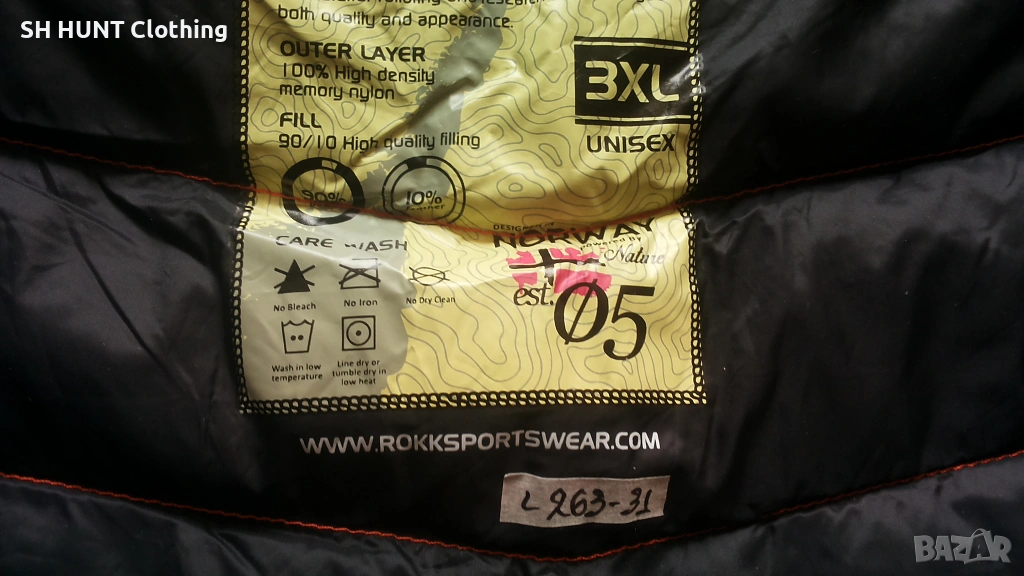 SH HUNT Clothing
both quality and appearance.
OUTER LAYER
100% High density
memory nylon
FILL
90/10 High quality filling
3XL
UNISEX
90%
10%
CARE WASH
No Bleach
No Iron
No Dry Clean
Wash in low
temperature
Line dry or
tumble dry in
low heat
NORWAY
Nature
est. Ø5
WWW.ROKKSPORTSWEAR.COM
L 263-31
BAZAR